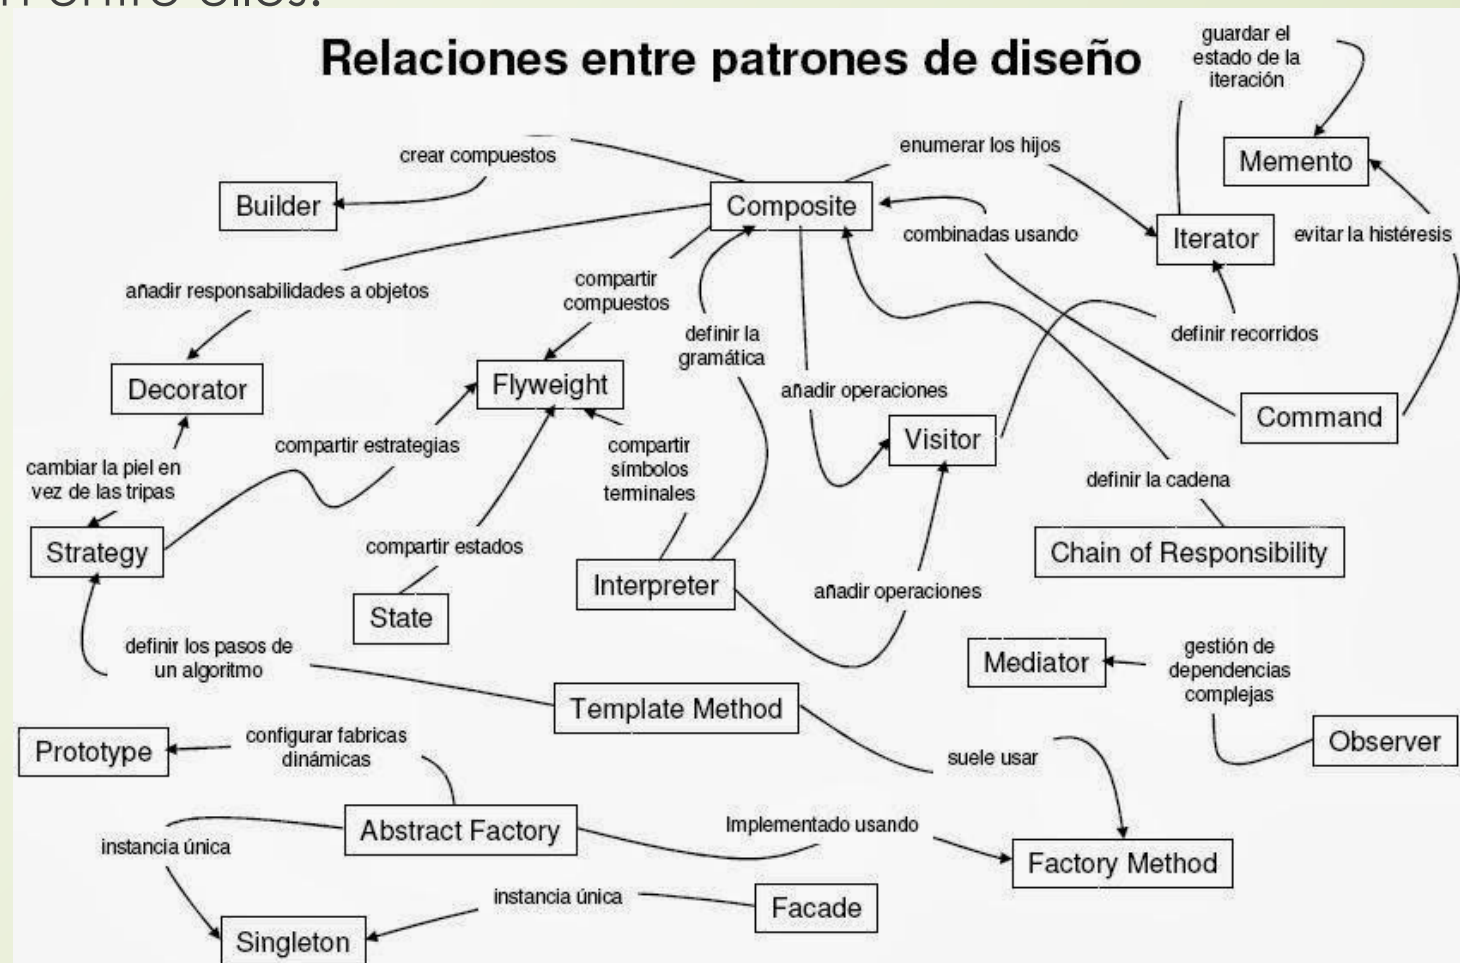 entre ellos.
Relaciones entre patrones de diseño
guardar el
estado de la
iteración
crear compuestos
enumerar los hijos
Memento
Builder
Composite
combinadas usando
Iterator
evitar la histéresis
añadir responsabilidades a objetos
compartir
compuestos
definir la
gramática
definir recorridos
Decorator
Flyweight
añadir operaciones
Command
Visitor
compartir estrategias
compartir
símbolos
terminales
cambiar la piel en
vez de las tripas
definir la cadena
Strategy
compartir estados
Chain of Responsibility
Interpreter
añadir operaciones
State
definir los pasos de
un algoritmo
Mediator
gestión de
dependencias
complejas
Template Method
Prototype
configurar fabricas
dinámicas
suele usar
Observer
Abstract Factory
Implementado usando
instancia única
Factory Method
instancia única
Facade
Singleton